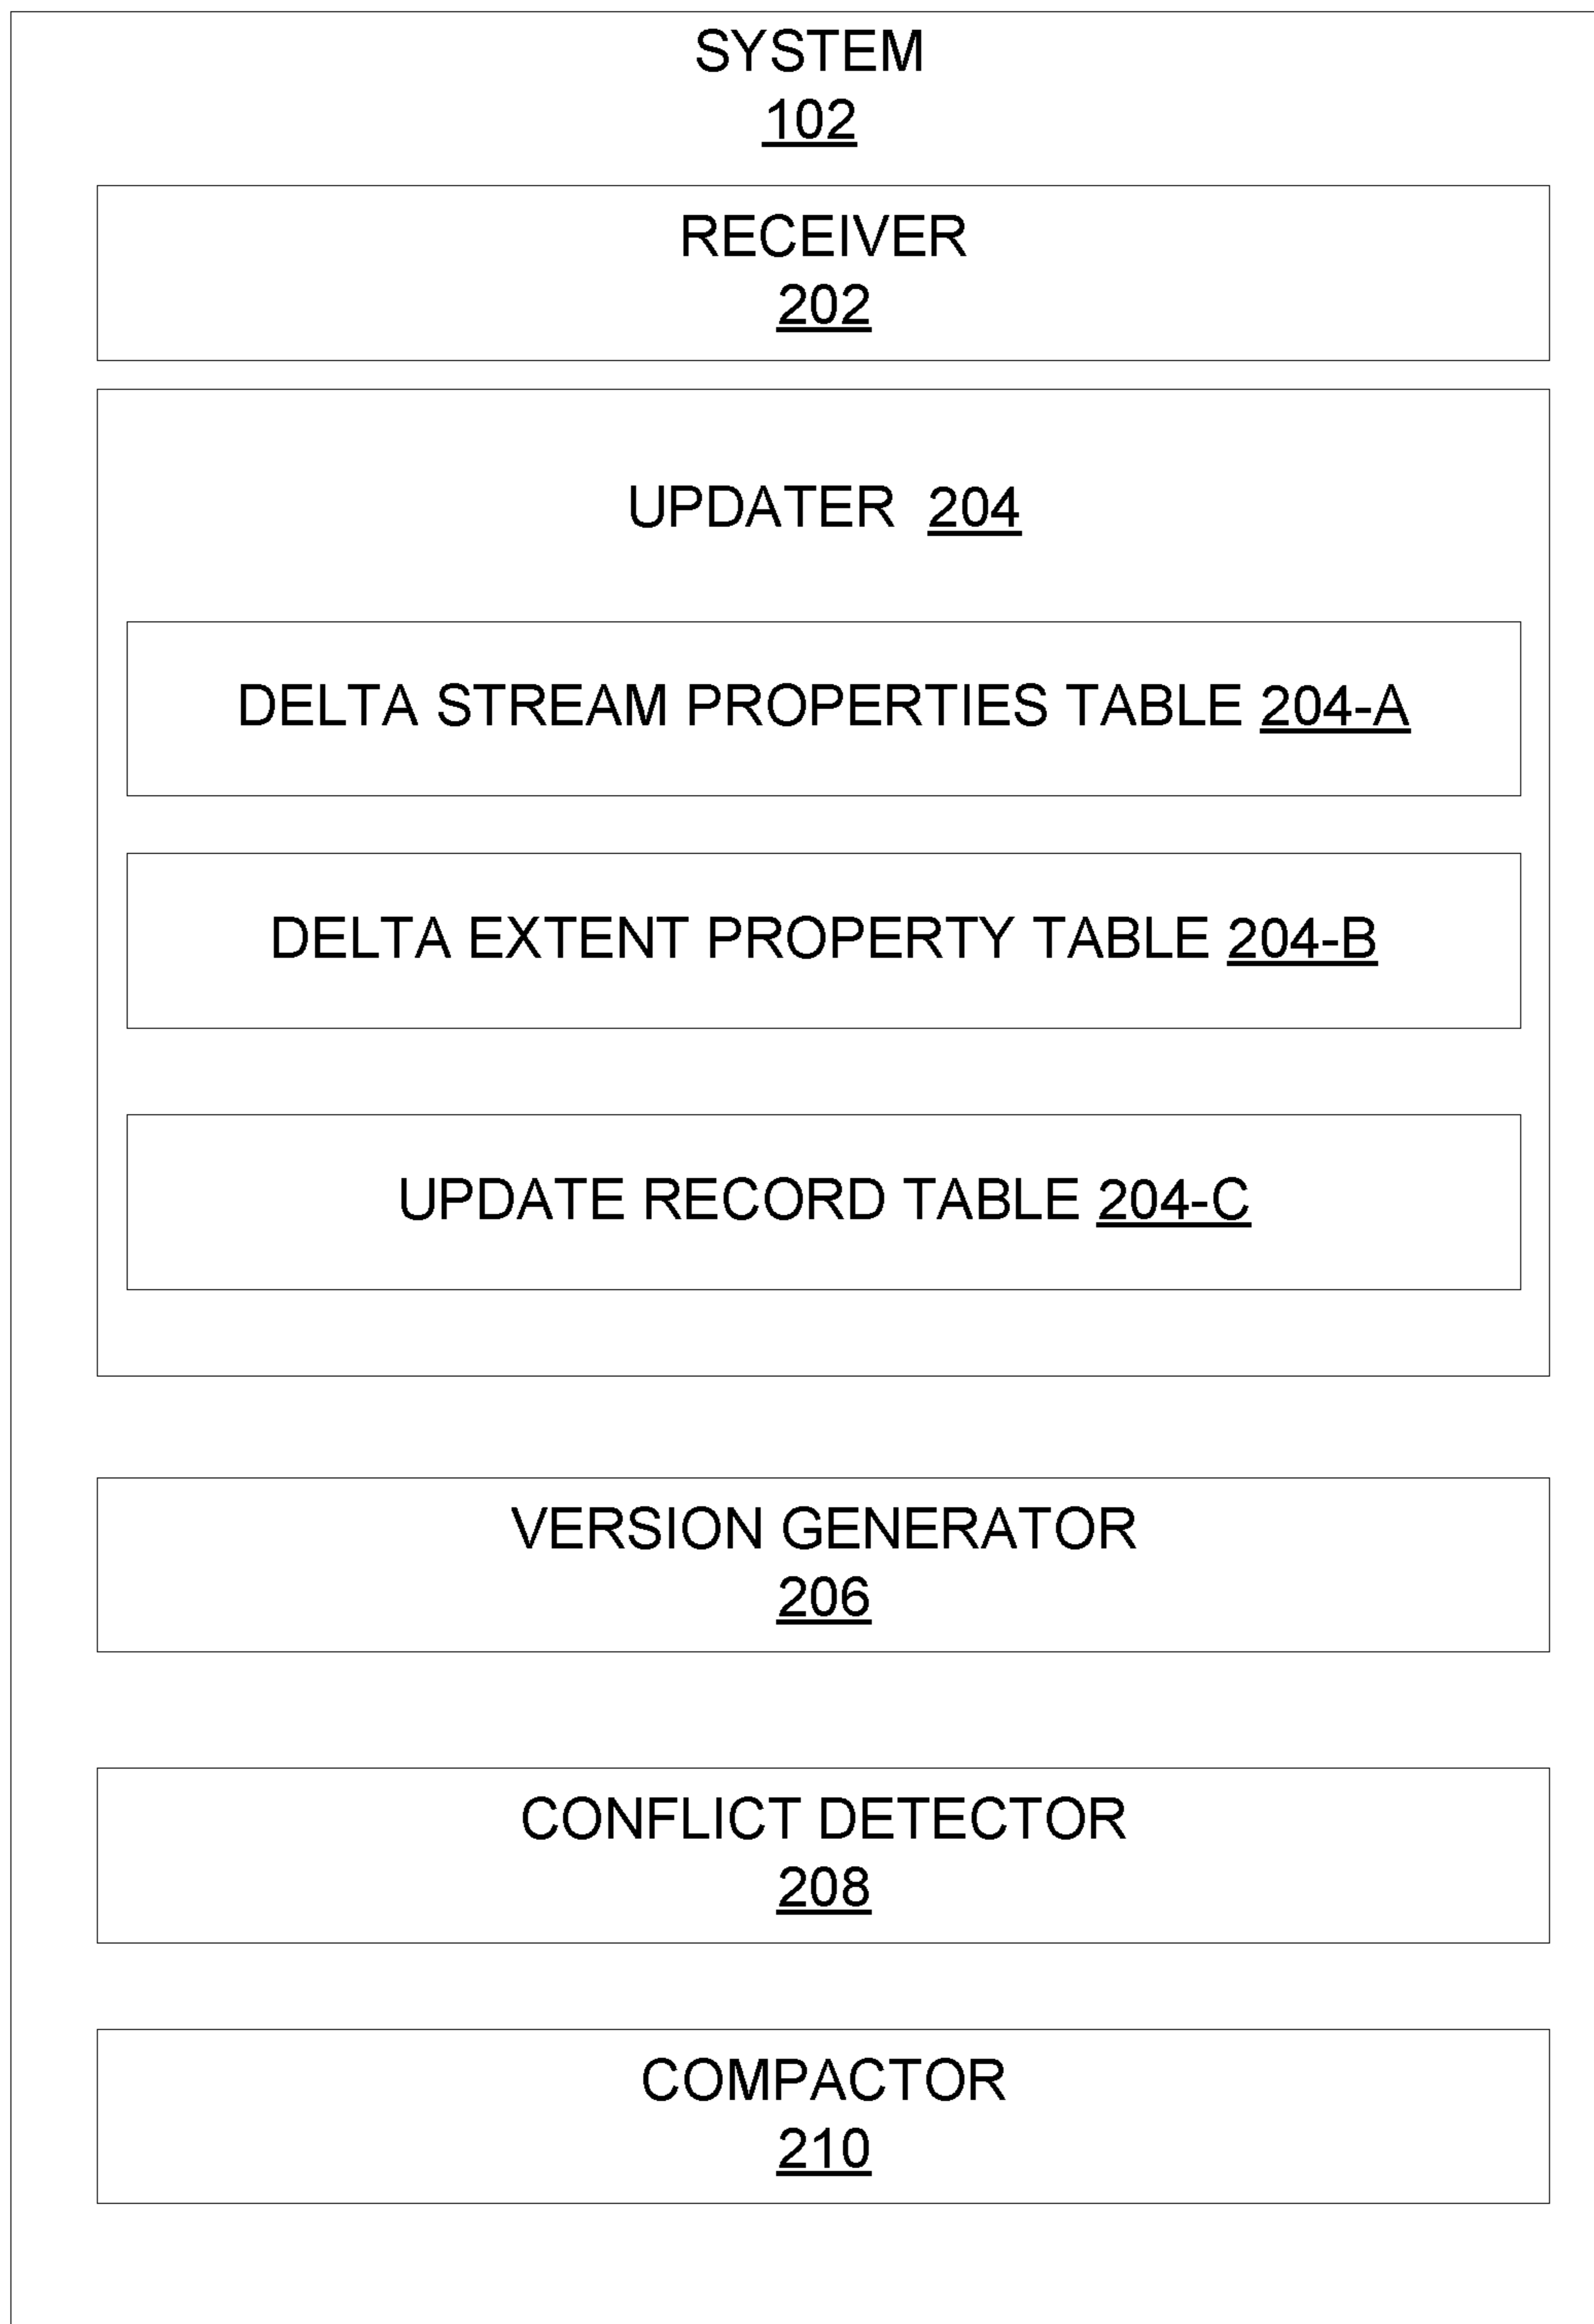 SYSTEM
102
RECEIVER
202
UPDATER 204
DELTA STREAM PROPERTIES TABLE 204-A
DELTA EXTENT PROPERTY TABLE 204-B
UPDATE RECORD TABLE 204-C
VERSION GENERATOR
206
CONFLICT DETECTOR
208
COMPACTOR
210